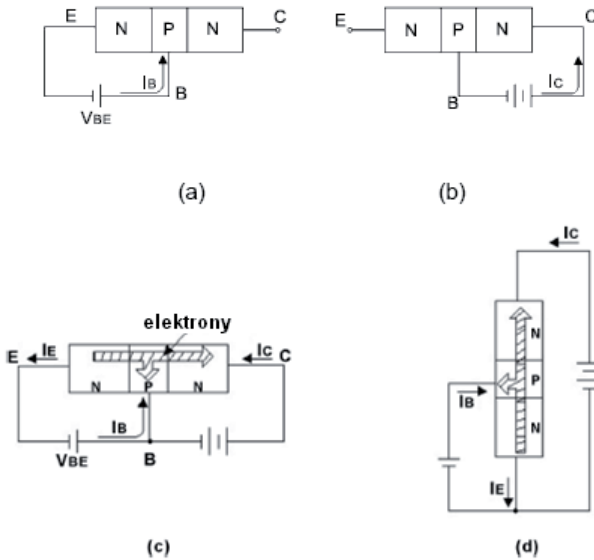 E N P N C
IB
B
VBE
(a)
E N P N C
B IC
(b)
elektrony
E IE IC C
N P N
IB
VBE B
(c)
IC
N
P
IB
N
IE
(d)